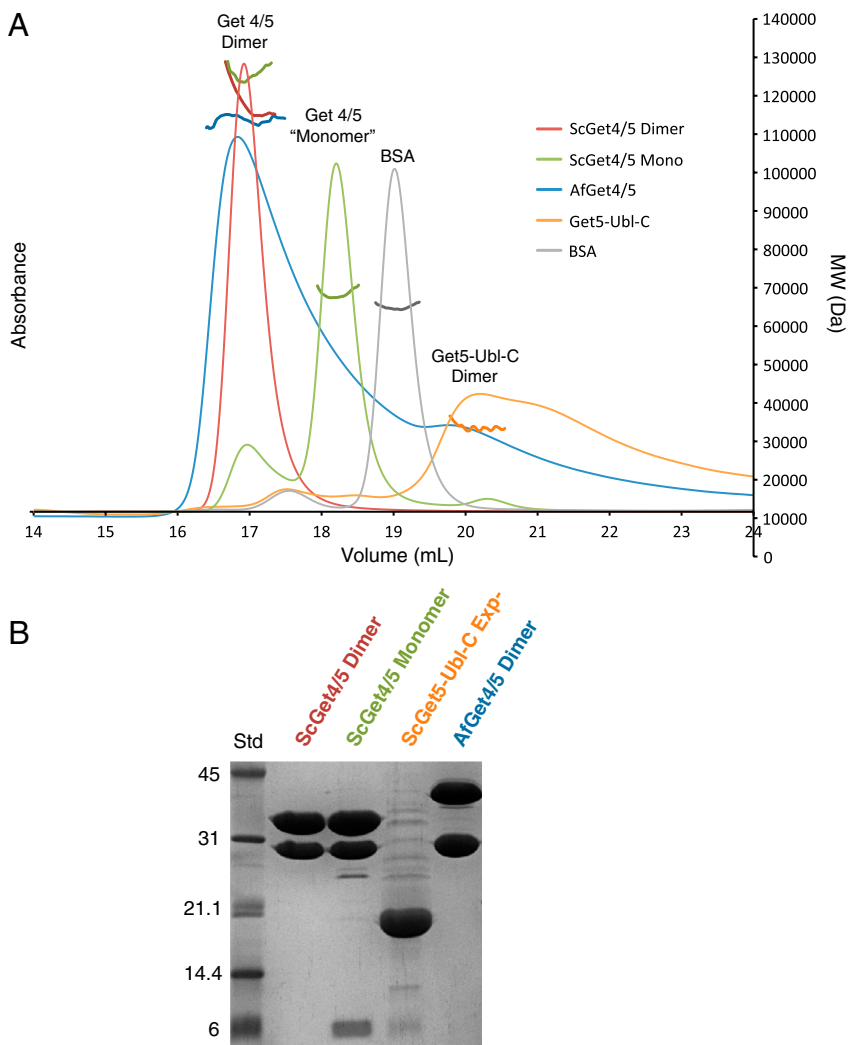 A
Get 4/5
Dimer
Get 4/5
“Monomer”
BSA
Get5-Ubl-C
Dimer
ScGet4/5 Dimer
ScGet4/5 Mono
AfGet4/5
Get5-Ubl-C
BSA
Absorbance
MW (Da)
140000
130000
120000
110000
100000
90000
80000
70000
60000
50000
40000
30000
20000
10000
0
14
15
16
17
18
19
20
21
22
23
24
Volume (mL)
B
Std
ScGet4/5 Dimer
ScGet4/5 Monomer
ScGet5-Ubl-C Exp-
AfGet4/5 Dimer
45
31
21.1
14.4
6